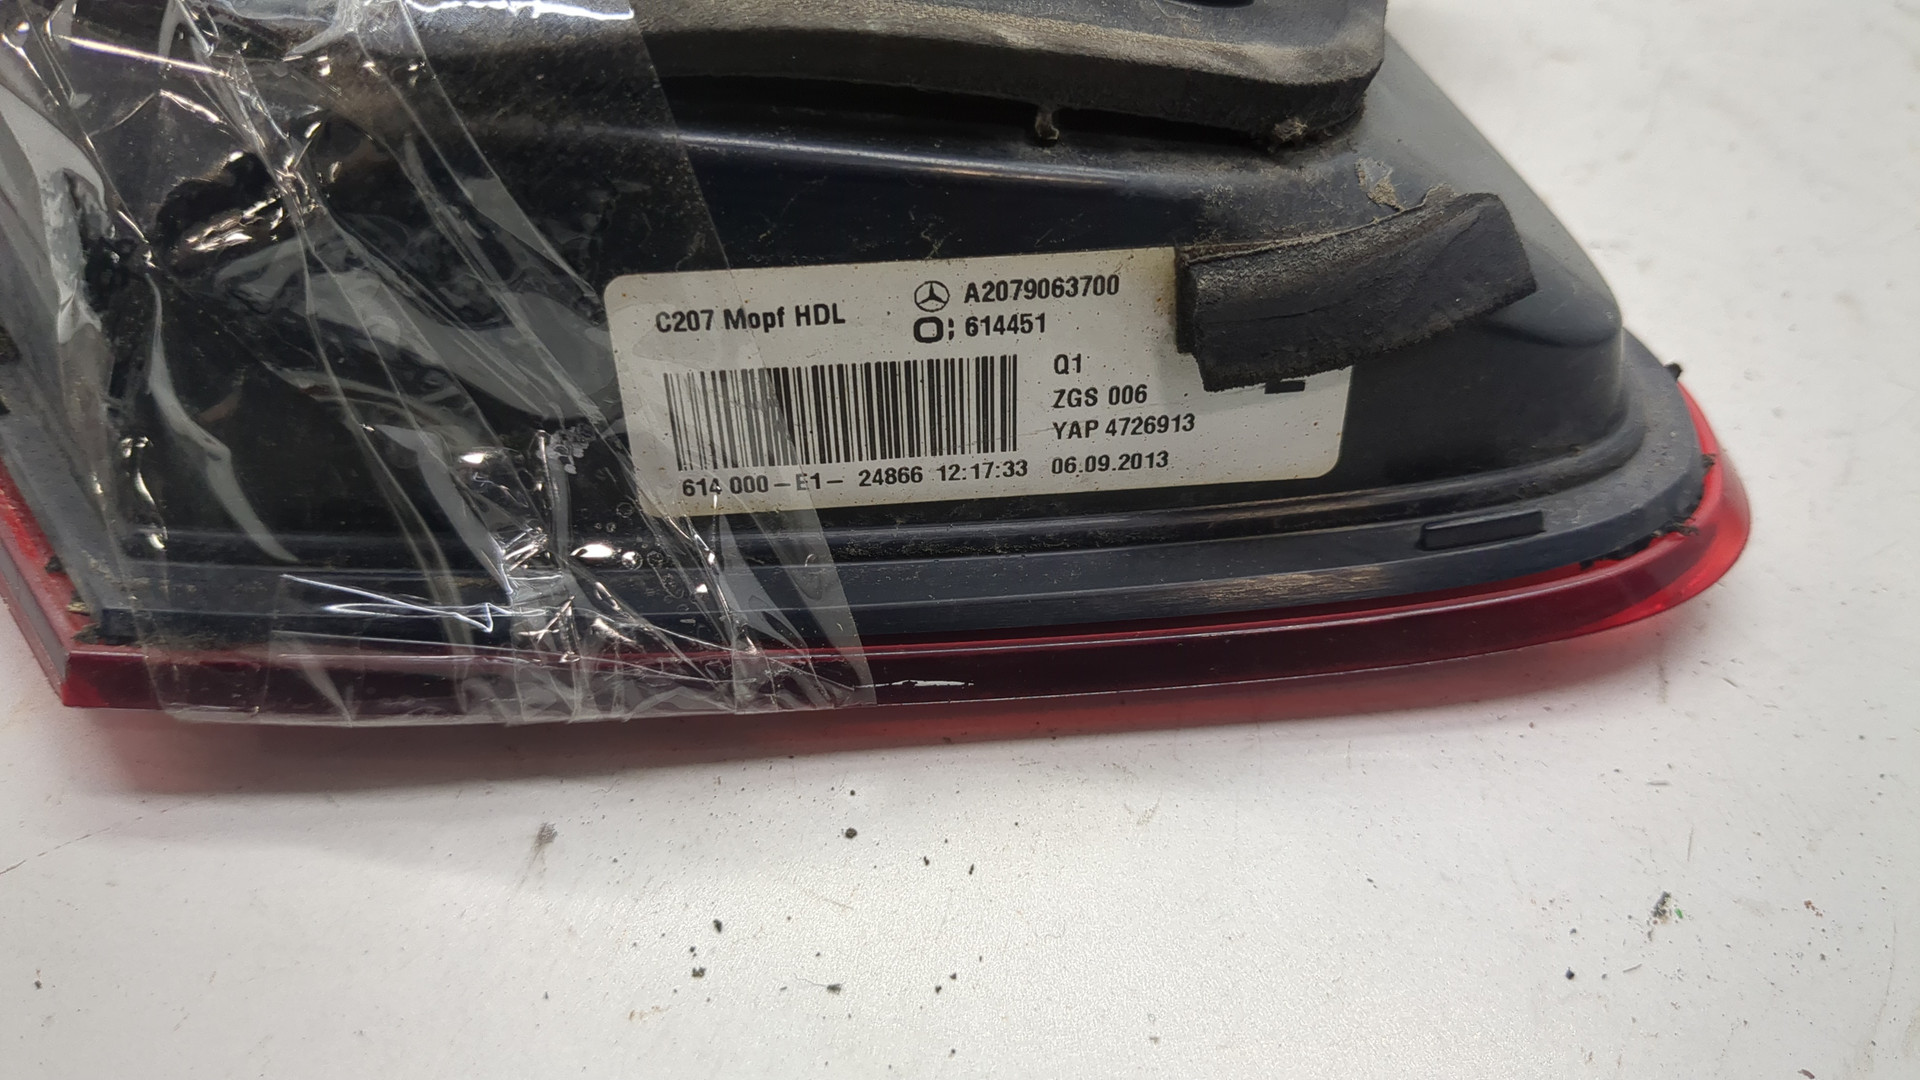 C207 Mopf HDL
A2079063700
614451
Q1
ZGS 006
YAP 4726913
614 000-E1- 24866 12:17:33 06.09.2013